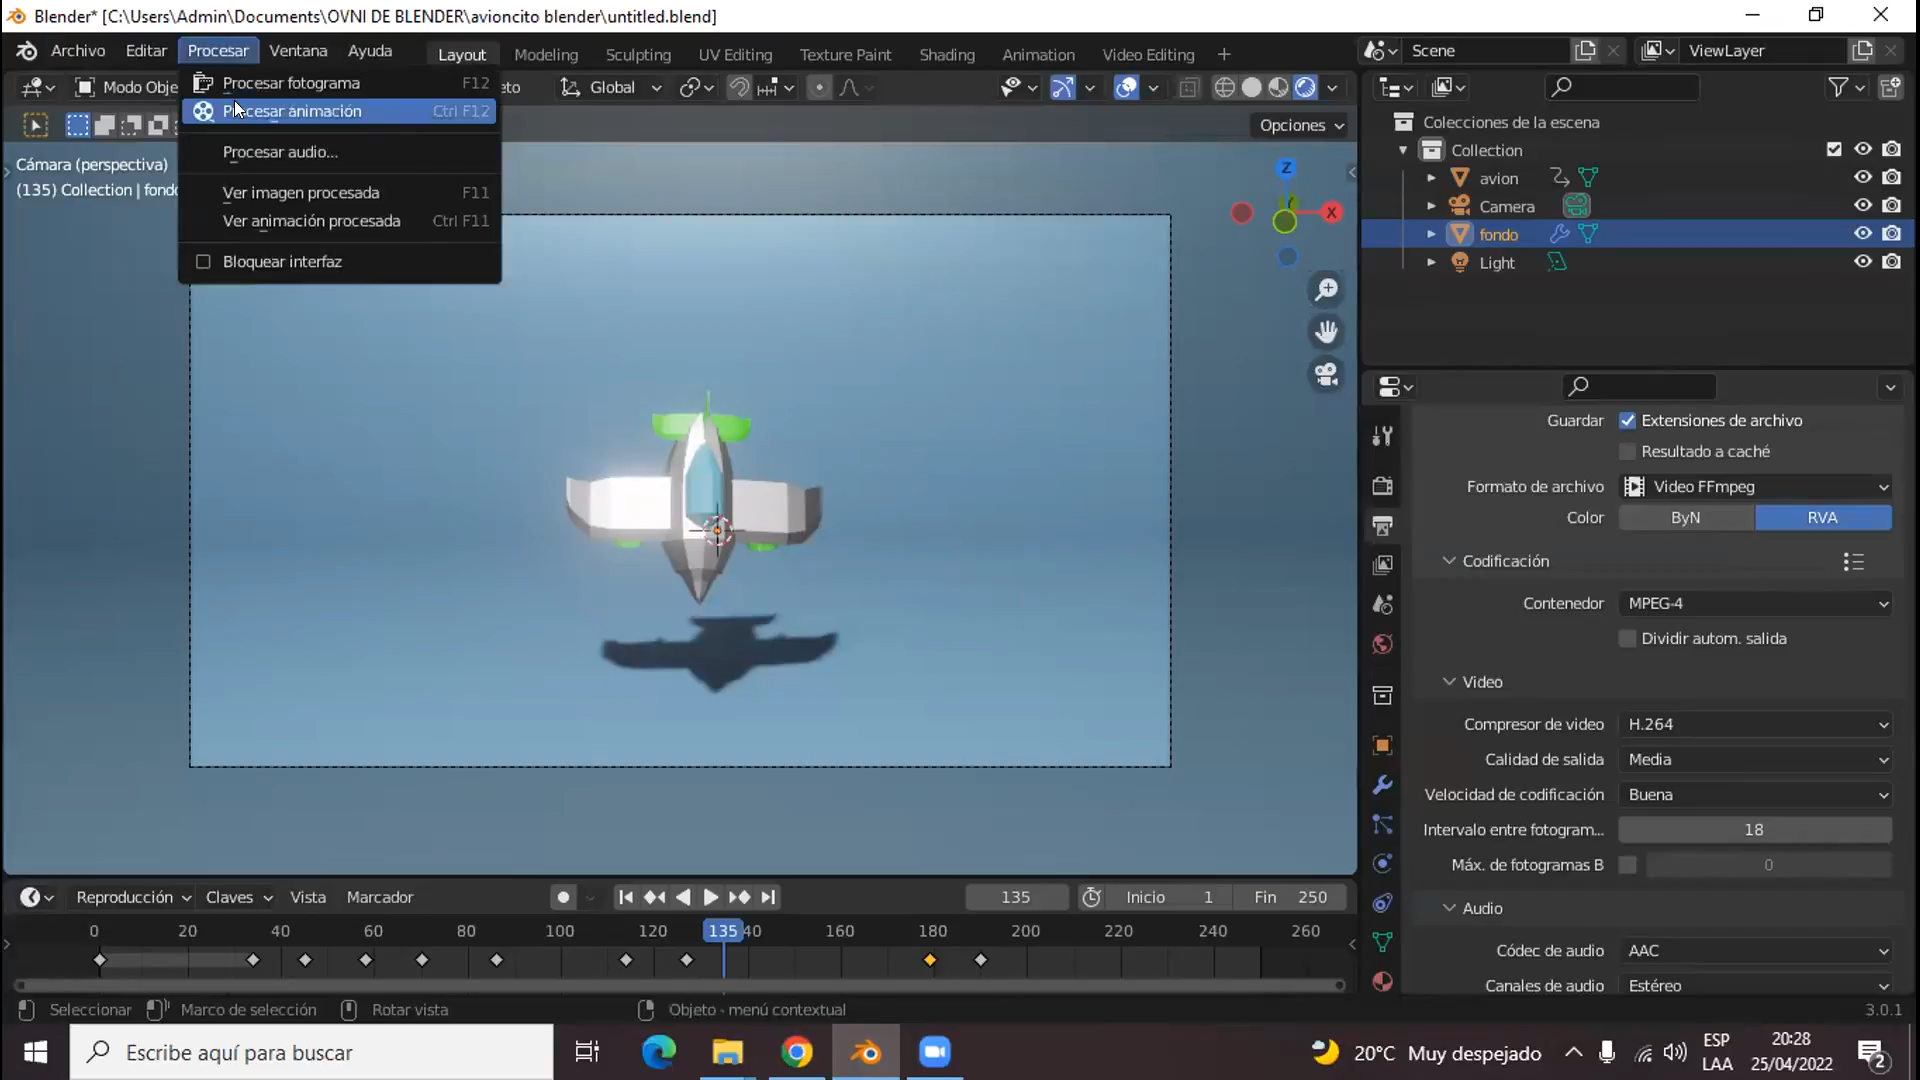 Blender* [C:\Users\Admin\Documents\OVNI DE BLENDER\avioncito blender\untitled.blend]
Archivo Editar Procesar Ventana Ayuda Layout Modeling Sculpting UV Editing Texture Paint Shading Animation Video Editing + Scene ViewLayer
Modo Obje to Global
Procesar fotograma F12
Procesar animación Ctrl F12
Procesar audio...
Ver imagen procesada F11
Ver animación procesada Ctrl F11
Bloquear interfaz
Opciones
Cámara (perspectiva)
(135) Collection | fondo
Z
X
Colecciones de la escena
Collection
avion
Camera
fondo
Light
Guardar Extensiones de archivo
Resultado a caché
Formato de archivo Video FFmpeg
Color ByN RVA
Codificación
Contenedor MPEG-4
Dividir autom. salida
Video
Compresor de video H.264
Calidad de salida Media
Velocidad de codificación Buena
Intervalo entre fotogram... 18
Máx. de fotogramas B 0
Audio
Códec de audio AAC
Canales de audio Estéreo
Reproducción Claves Vista Marcador 135 Inicio 1 Fin 250
0 20 40 60 80 100 120 135 40 160 180 200 220 240 260
Seleccionar Marco de selección Rotar vista Objeto - menú contextual 3.0.1
Escribe aquí para buscar
20°C Muy despejado
ESP
LAA
20:28
25/04/2022
2